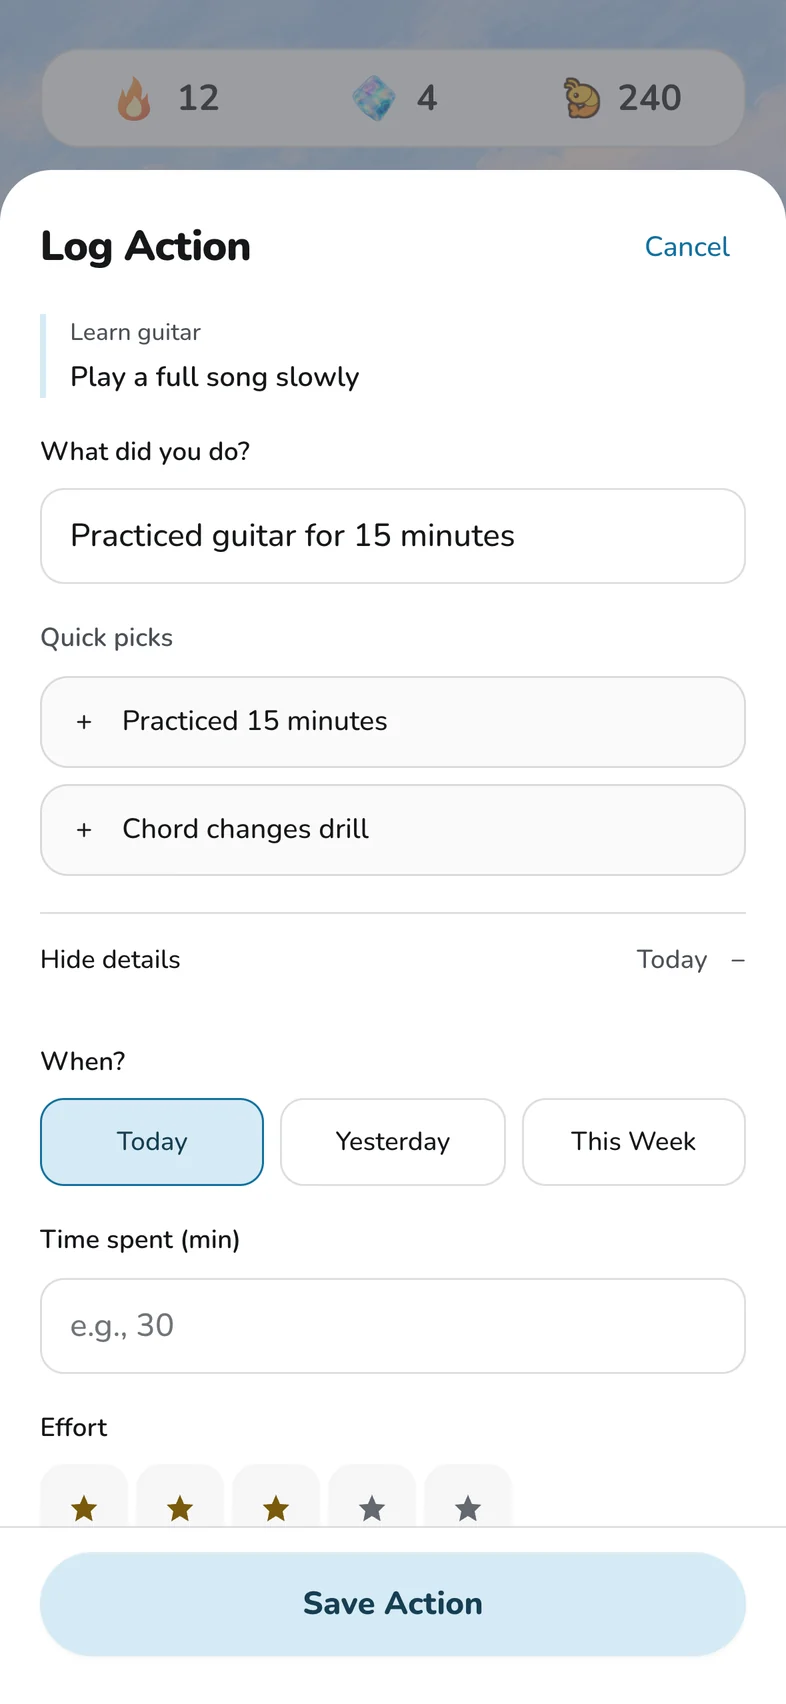 12 4 240
Log Action Cancel
Learn guitar
Play a full song slowly
What did you do?
Practiced guitar for 15 minutes
Quick picks
+ Practiced 15 minutes
+ Chord changes drill
Hide details Today −
When?
Today Yesterday This Week
Time spent (min)
e.g., 30
Effort
Save Action